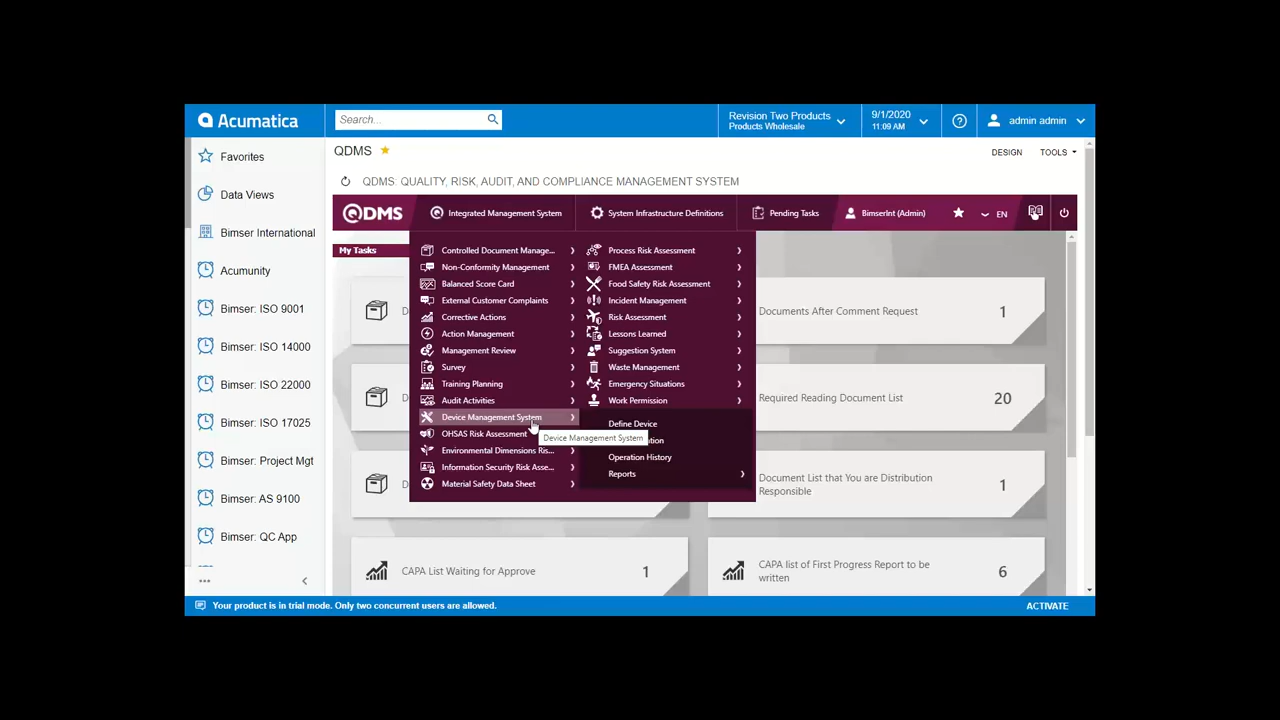 Acumatica
Search...
Revision Two Products
Products Wholesale
9/1/2020
11:09 AM
admin admin
Favorites
Data Views
Bimser International
Acumunity
Bimser: ISO 9001
Bimser: ISO 14000
Bimser: ISO 22000
Bimser: ISO 17025
Bimser: Project Mgt
Bimser: AS 9100
Bimser: QC App
QDMS
DESIGN
TOOLS
QDMS: QUALITY, RISK, AUDIT, AND COMPLIANCE MANAGEMENT SYSTEM
QDMS
Integrated Management System
System Infrastructure Definitions
Pending Tasks
BimserInt (Admin)
EN
My Tasks
Controlled Document Manage...
Non-Conformity Management
Balanced Score Card
External Customer Complaints
Corrective Actions
Action Management
Management Review
Survey
Training Planning
Audit Activities
Device Management System
OHSAS Risk Assessment
Environmental Dimensions Ris...
Information Security Risk Asse...
Material Safety Data Sheet
Process Risk Assessment
FMEA Assessment
Food Safety Risk Assessment
Incident Management
Risk Assessment
Lessons Learned
Suggestion System
Waste Management
Emergency Situations
Work Permission
Define Device
Device Management System
Operation History
Reports
Documents After Comment Request
1
Required Reading Document List
20
Document List that You are Distribution
Responsible
1
CAPA List Waiting for Approve
1
CAPA list of First Progress Report to be
written
6
Your product is in trial mode. Only two concurrent users are allowed.
ACTIVATE